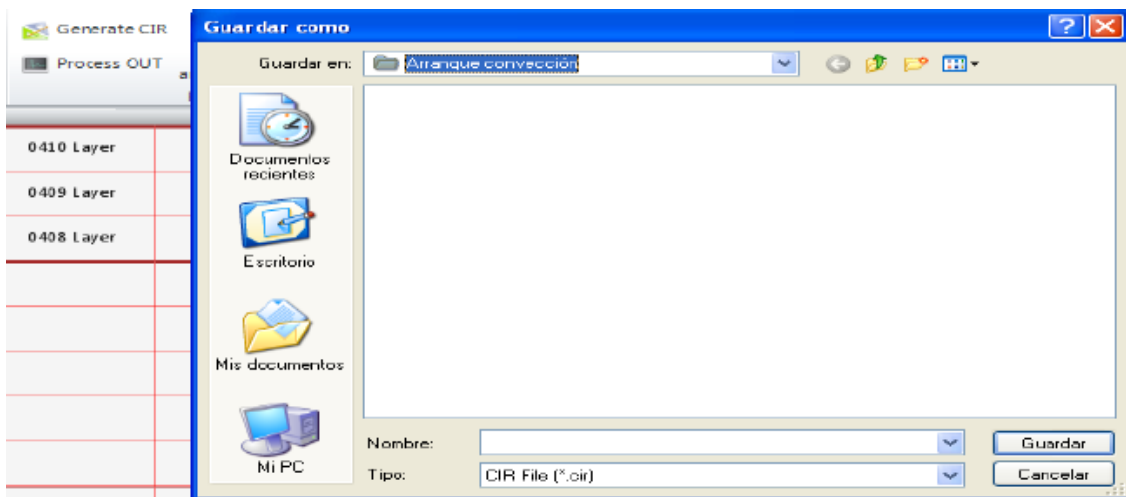 Generate CIR
Process OUT
0410 Layer
0409 Layer
0408 Layer
Guardar como
Guardar en: Arranque convección
Documentos
recientes
Escritorio
Mis documentos
Mi PC
Nombre:
Guardar
Tipo: CIR File (*.cir)
Cancelar